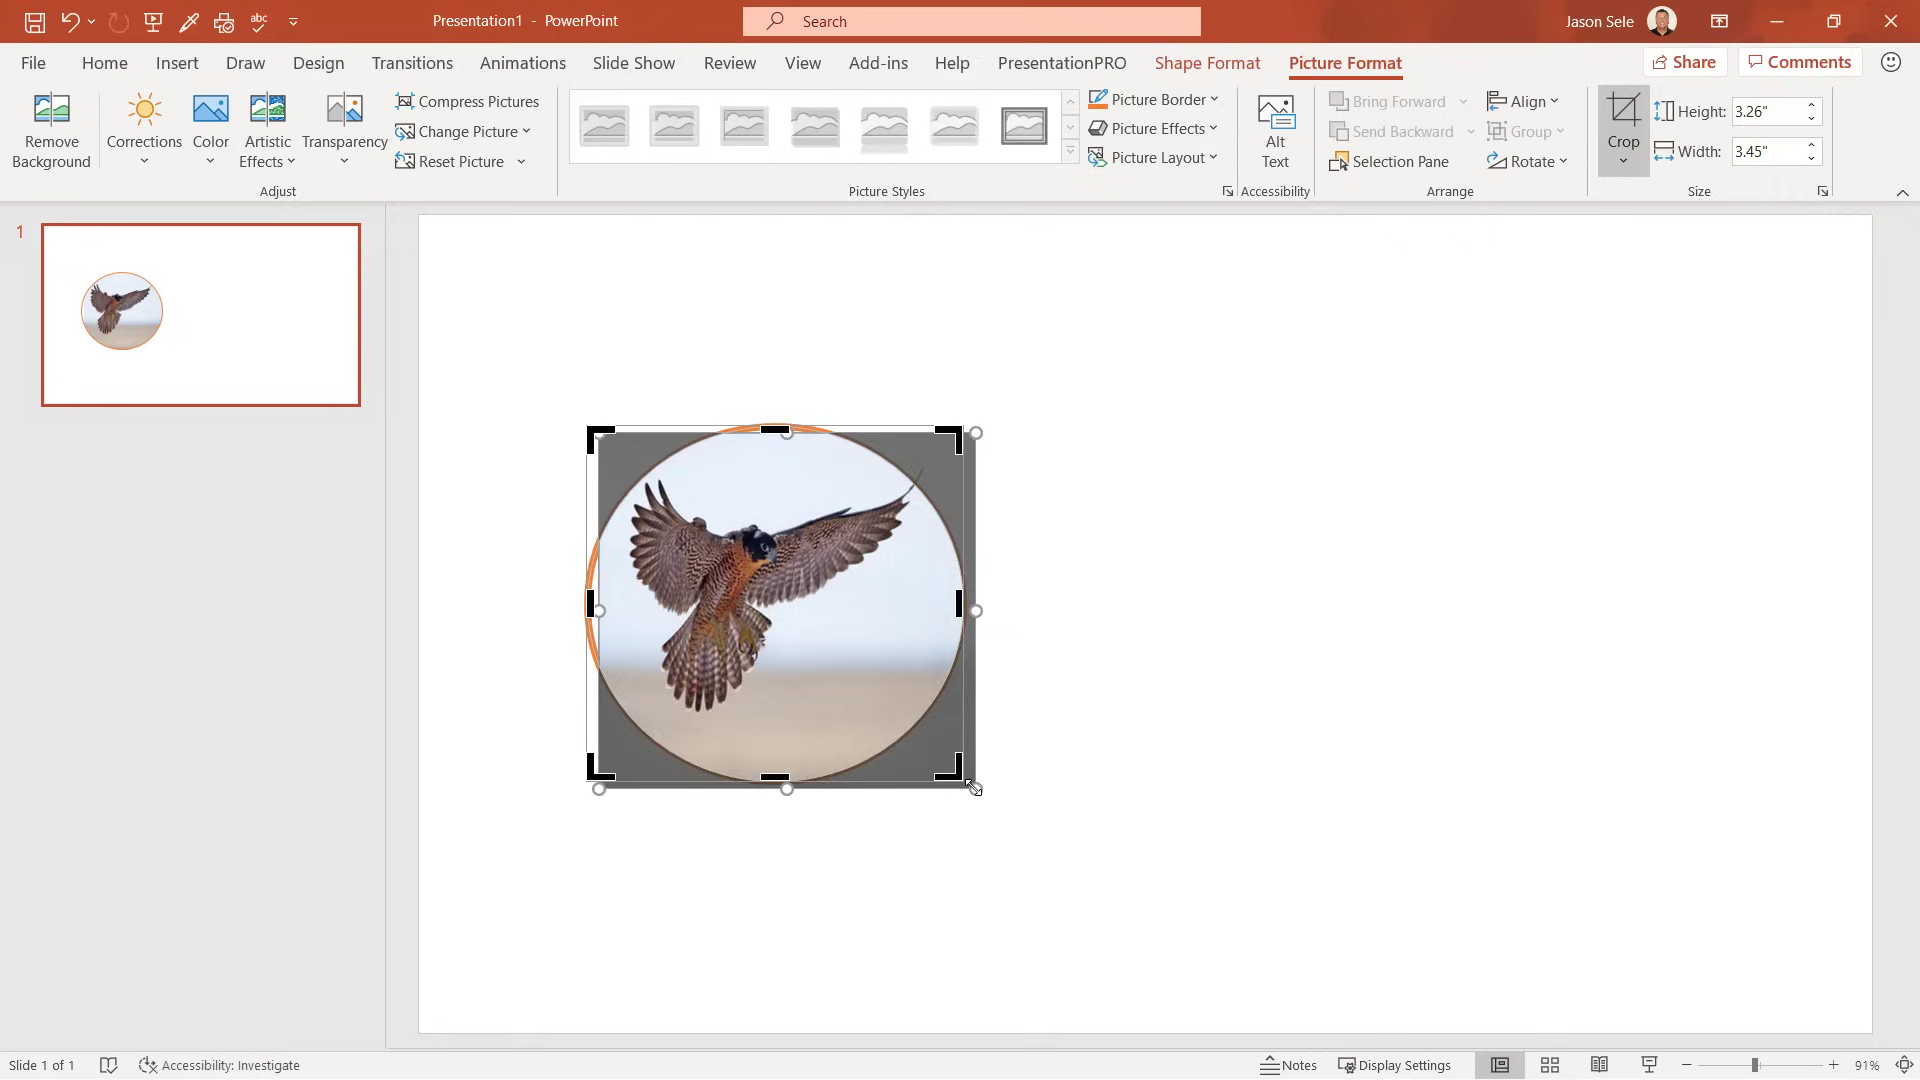 abc
Presentation1 - PowerPoint
Search
Jason Sele
File Home Insert Draw Design Transitions Animations Slide Show Review View Add-ins Help PresentationPRO Shape Format Picture Format
Share Comments
Remove Background
Corrections
Color
Artistic Effects
Transparency
Compress Pictures
Change Picture
Reset Picture
Adjust
Picture Styles
Picture Border
Picture Effects
Picture Layout
Alt Text
Accessibility
Bring Forward
Send Backward
Selection Pane
Align
Group
Rotate
Arrange
Crop
Height: 3.26"
Width: 3.45"
Size
1
Slide 1 of 1
Accessibility: Investigate
Notes
Display Settings
91%